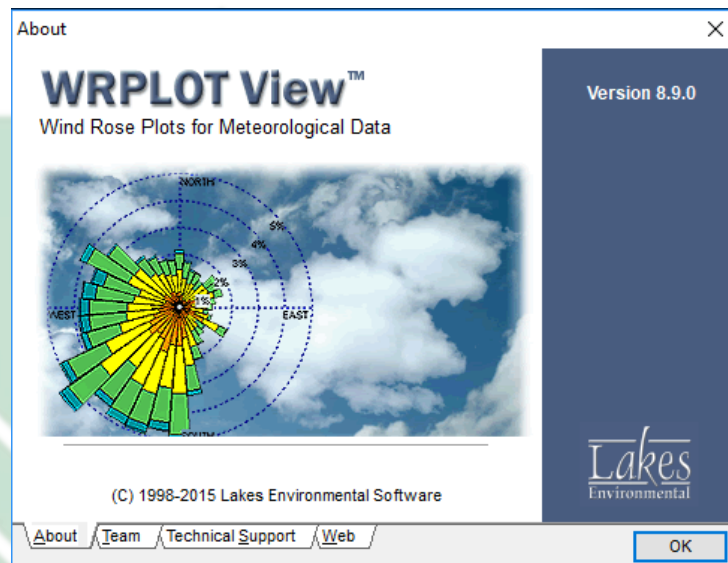 About
WRPLOT View™
Wind Rose Plots for Meteorological Data
Version 8.9.0
NORTH
5%
4%
3%
2%
1%
WEST
EAST
SOUTH
Lakes
Environmental
(C) 1998-2015 Lakes Environmental Software
About Team Technical Support Web
OK